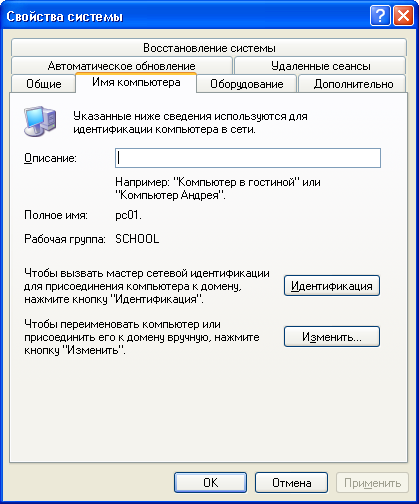 Свойства системы
Восстановление системы
Автоматическое обновление
Удаленные сеансы
Общие
Имя компьютера
Оборудование
Дополнительно
Указанные ниже сведения используются для
идентификации компьютера в сети.
Описание:
Например: "Компьютер в гостиной" или
"Компьютер Андрея".
Полное имя: pc01.
Рабочая группа: SCHOOL
Чтобы вызвать мастер сетевой идентификации
для присоединения компьютера к домену,
нажмите кнопку "Идентификация".
Идентификация
Чтобы переименовать компьютер или
присоединить его к домену вручную, нажмите
кнопку "Изменить".
Изменить...
OK
Отмена
Применить